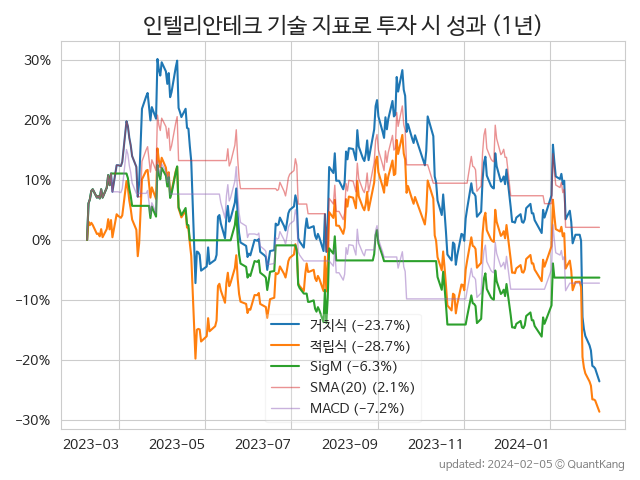 인텔리안테크 기술 지표로 투자 시 성과 (1년)
30%
20%
10%
0%
−10%
−20%
−30%
거치식 (−23.7%)
적립식 (−28.7%)
SigM (−6.3%)
SMA(20) (2.1%)
MACD (−7.2%)
2023−03 2023−05 2023−07 2023−09 2023−11 2024−01
updated: 2024−02−05 ⓒ QuantKang